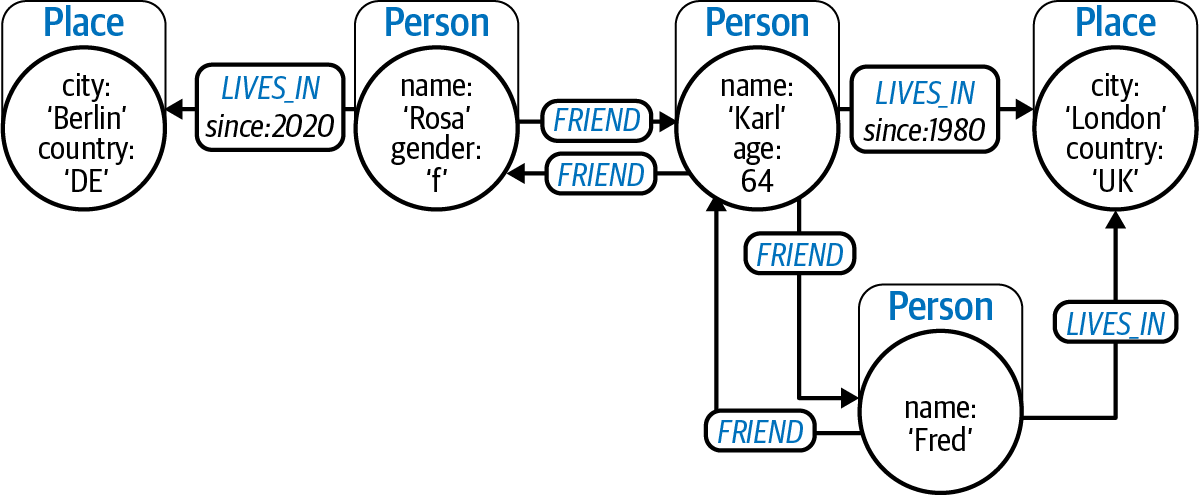 Place
city:
‘Berlin’
country:
‘DE’
LIVES_IN
since:2020
Person
name:
‘Rosa’
gender:
‘f’
FRIEND
FRIEND
Person
name:
‘Karl’
age:
64
LIVES_IN
since:1980
Place
city:
‘London’
country:
‘UK’
FRIEND
Person
name:
‘Fred’
LIVES_IN
FRIEND